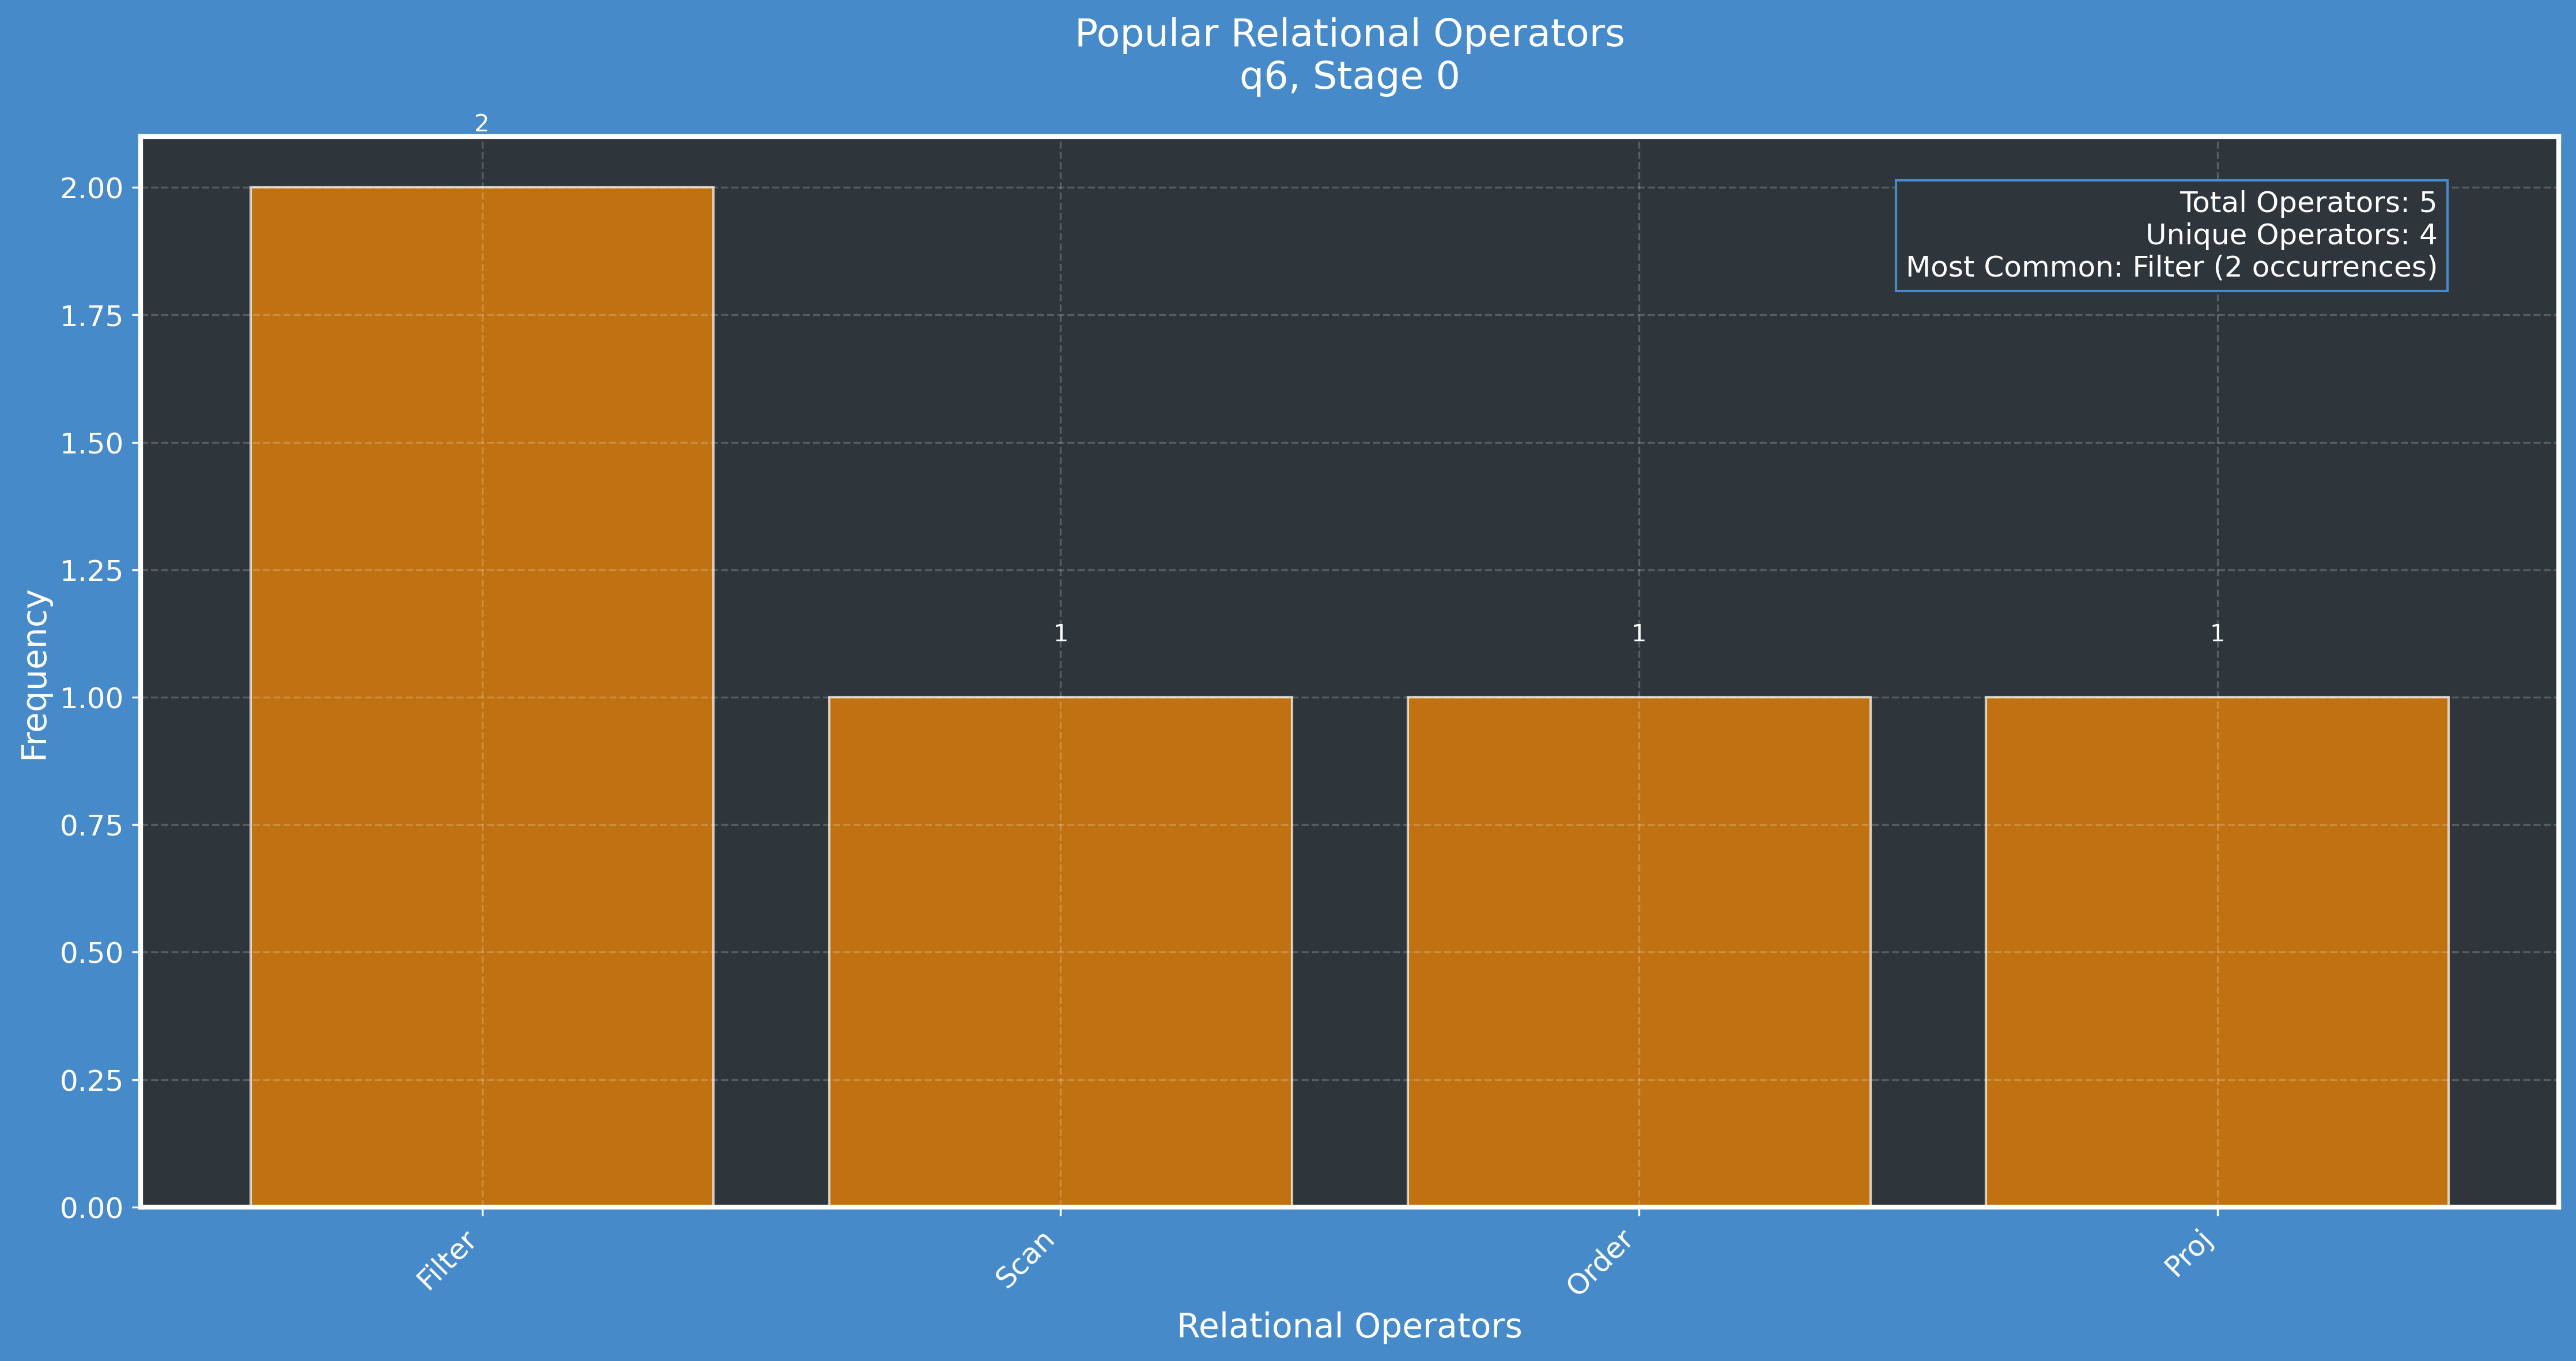 Popular Relational Operators
q6, Stage 0
2
Total Operators: 5
Unique Operators: 4
Most Common: Filter (2 occurrences)
1
1
1
Frequency
2.00
1.75
1.50
1.25
1.00
0.75
0.50
0.25
0.00
Filter
Scan
Order
Proj
Relational Operators